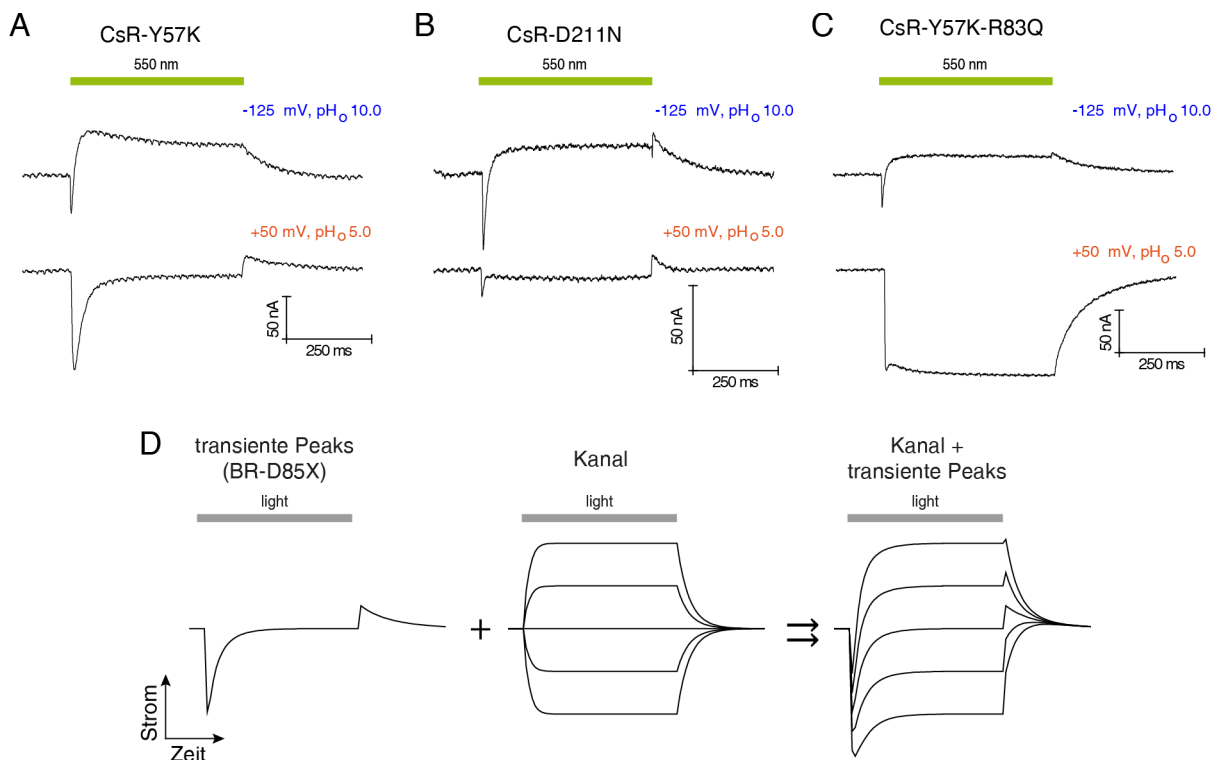 A
CsR-Y57K
550 nm
-125 mV, pHO 10.0
+50 mV, pHO 5.0
50 nA
250 ms
B
CsR-D211N
550 nm
-125 mV, pHO 10.0
+50 mV, pHO 5.0
50 nA
250 ms
C
CsR-Y57K-R83Q
550 nm
-125 mV, pHO 10.0
+50 mV, pHO 5.0
50 nA
250 ms
D
transiente Peaks
(BR-D85X)
light
Strom
Zeit
+
Kanal
light
Kanal +
transiente Peaks
light